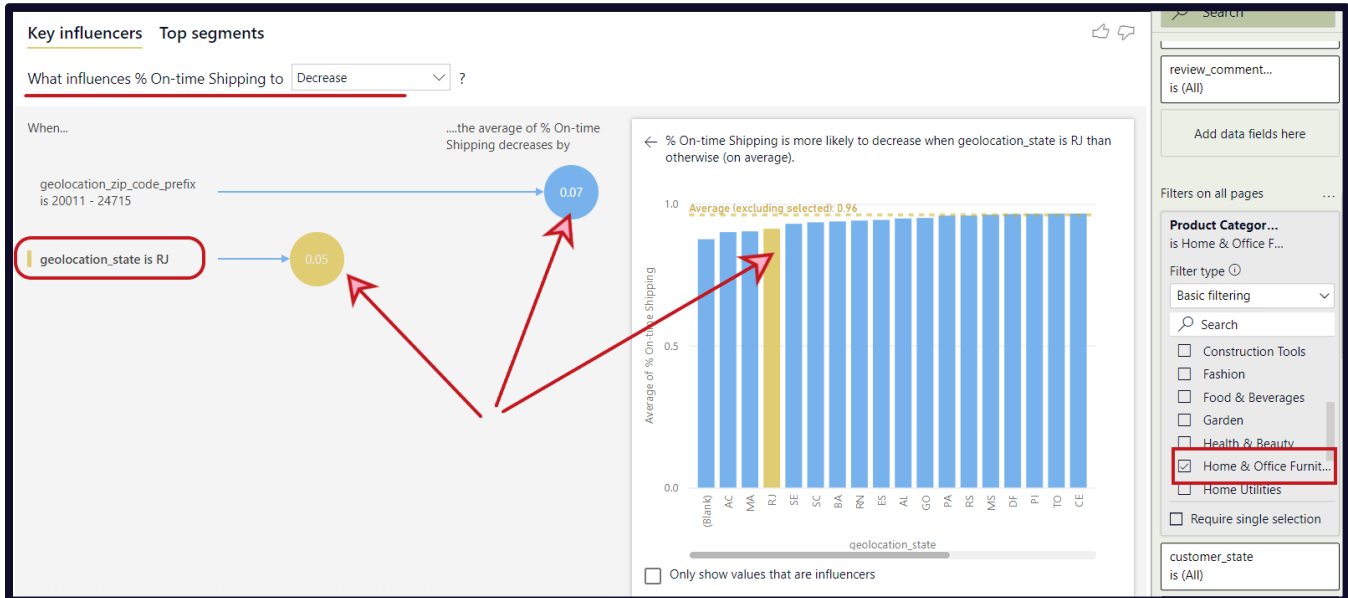 Key influencers Top segments
What influences % On-time Shipping to Decrease ?
When...
....the average of % On-time
Shipping decreases by
geolocation_zip_code_prefix
is 20011 - 24715
0.07
geolocation_state is RJ
0.05
% On-time Shipping is more likely to decrease when geolocation_state is RJ than
otherwise (on average).
Average (excluding selected): 0.96
1.0
0.5
0.0
Average of % On-time Shipping
(Blank)
AC
MA
RJ
SE
SC
BA
RN
ES
AL
GO
PA
RS
MS
DF
PI
TO
CE
geolocation_state
Only show values that are influencers
Search
review_comment...
is (All)
Add data fields here
Filters on all pages ...
Product Categor...
is Home & Office F...
Filter type
Basic filtering
Search
Construction Tools
Fashion
Food & Beverages
Garden
Health & Beauty
Home & Office Furnit...
Home Utilities
Require single selection
customer_state
is (All)